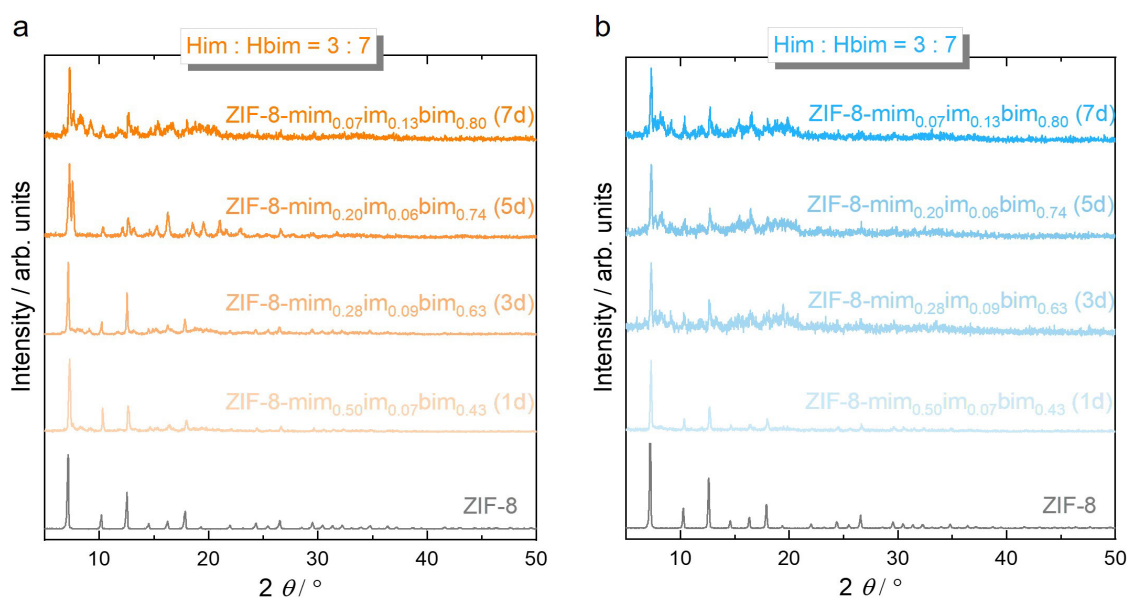 a
Him : Hbim = 3 : 7
ZIF-8-mim0.07im0.13bim0.80 (7d)
ZIF-8-mim0.20im0.06bim0.74 (5d)
ZIF-8-mim0.28im0.09bim0.63 (3d)
ZIF-8-mim0.50im0.07bim0.43 (1d)
ZIF-8
Intensity / arb. units
10 20 30 40 50
2 θ / °
b
Him : Hbim = 3 : 7
ZIF-8-mim0.07im0.13bim0.80 (7d)
ZIF-8-mim0.20im0.06bim0.74 (5d)
ZIF-8-mim0.28im0.09bim0.63 (3d)
ZIF-8-mim0.50im0.07bim0.43 (1d)
ZIF-8
Intensity / arb. units
10 20 30 40 50
2 θ / °